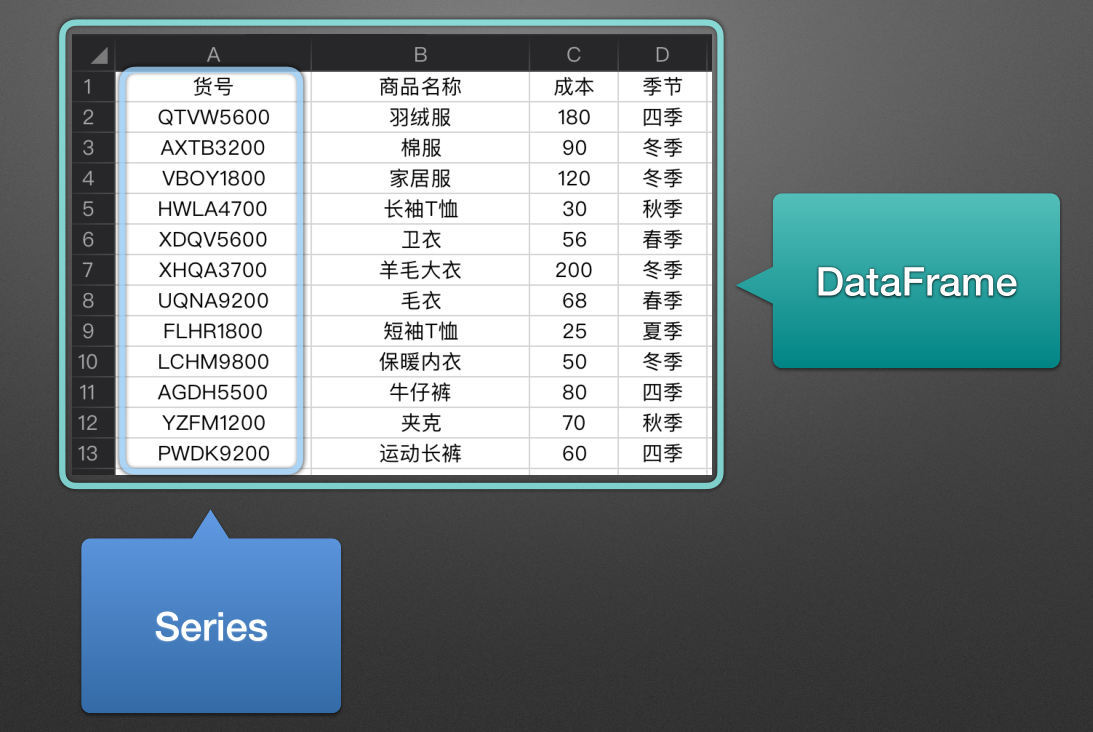 A B C D
1 货号 商品名称 成本 季节
2 QTVW5600 羽绒服 180 四季
3 AXTB3200 棉服 90 冬季
4 VBOY1800 家居服 120 冬季
5 HWLA4700 长袖T恤 30 秋季
6 XDQV5600 卫衣 56 春季
7 XHQA3700 羊毛大衣 200 冬季
8 UQNA9200 毛衣 68 春季
9 FLHR1800 短袖T恤 25 夏季
10 LCHM9800 保暖内衣 50 冬季
11 AGDH5500 牛仔裤 80 四季
12 YZFM1200 夹克 70 秋季
13 PWDK9200 运动长裤 60 四季
DataFrame
Series